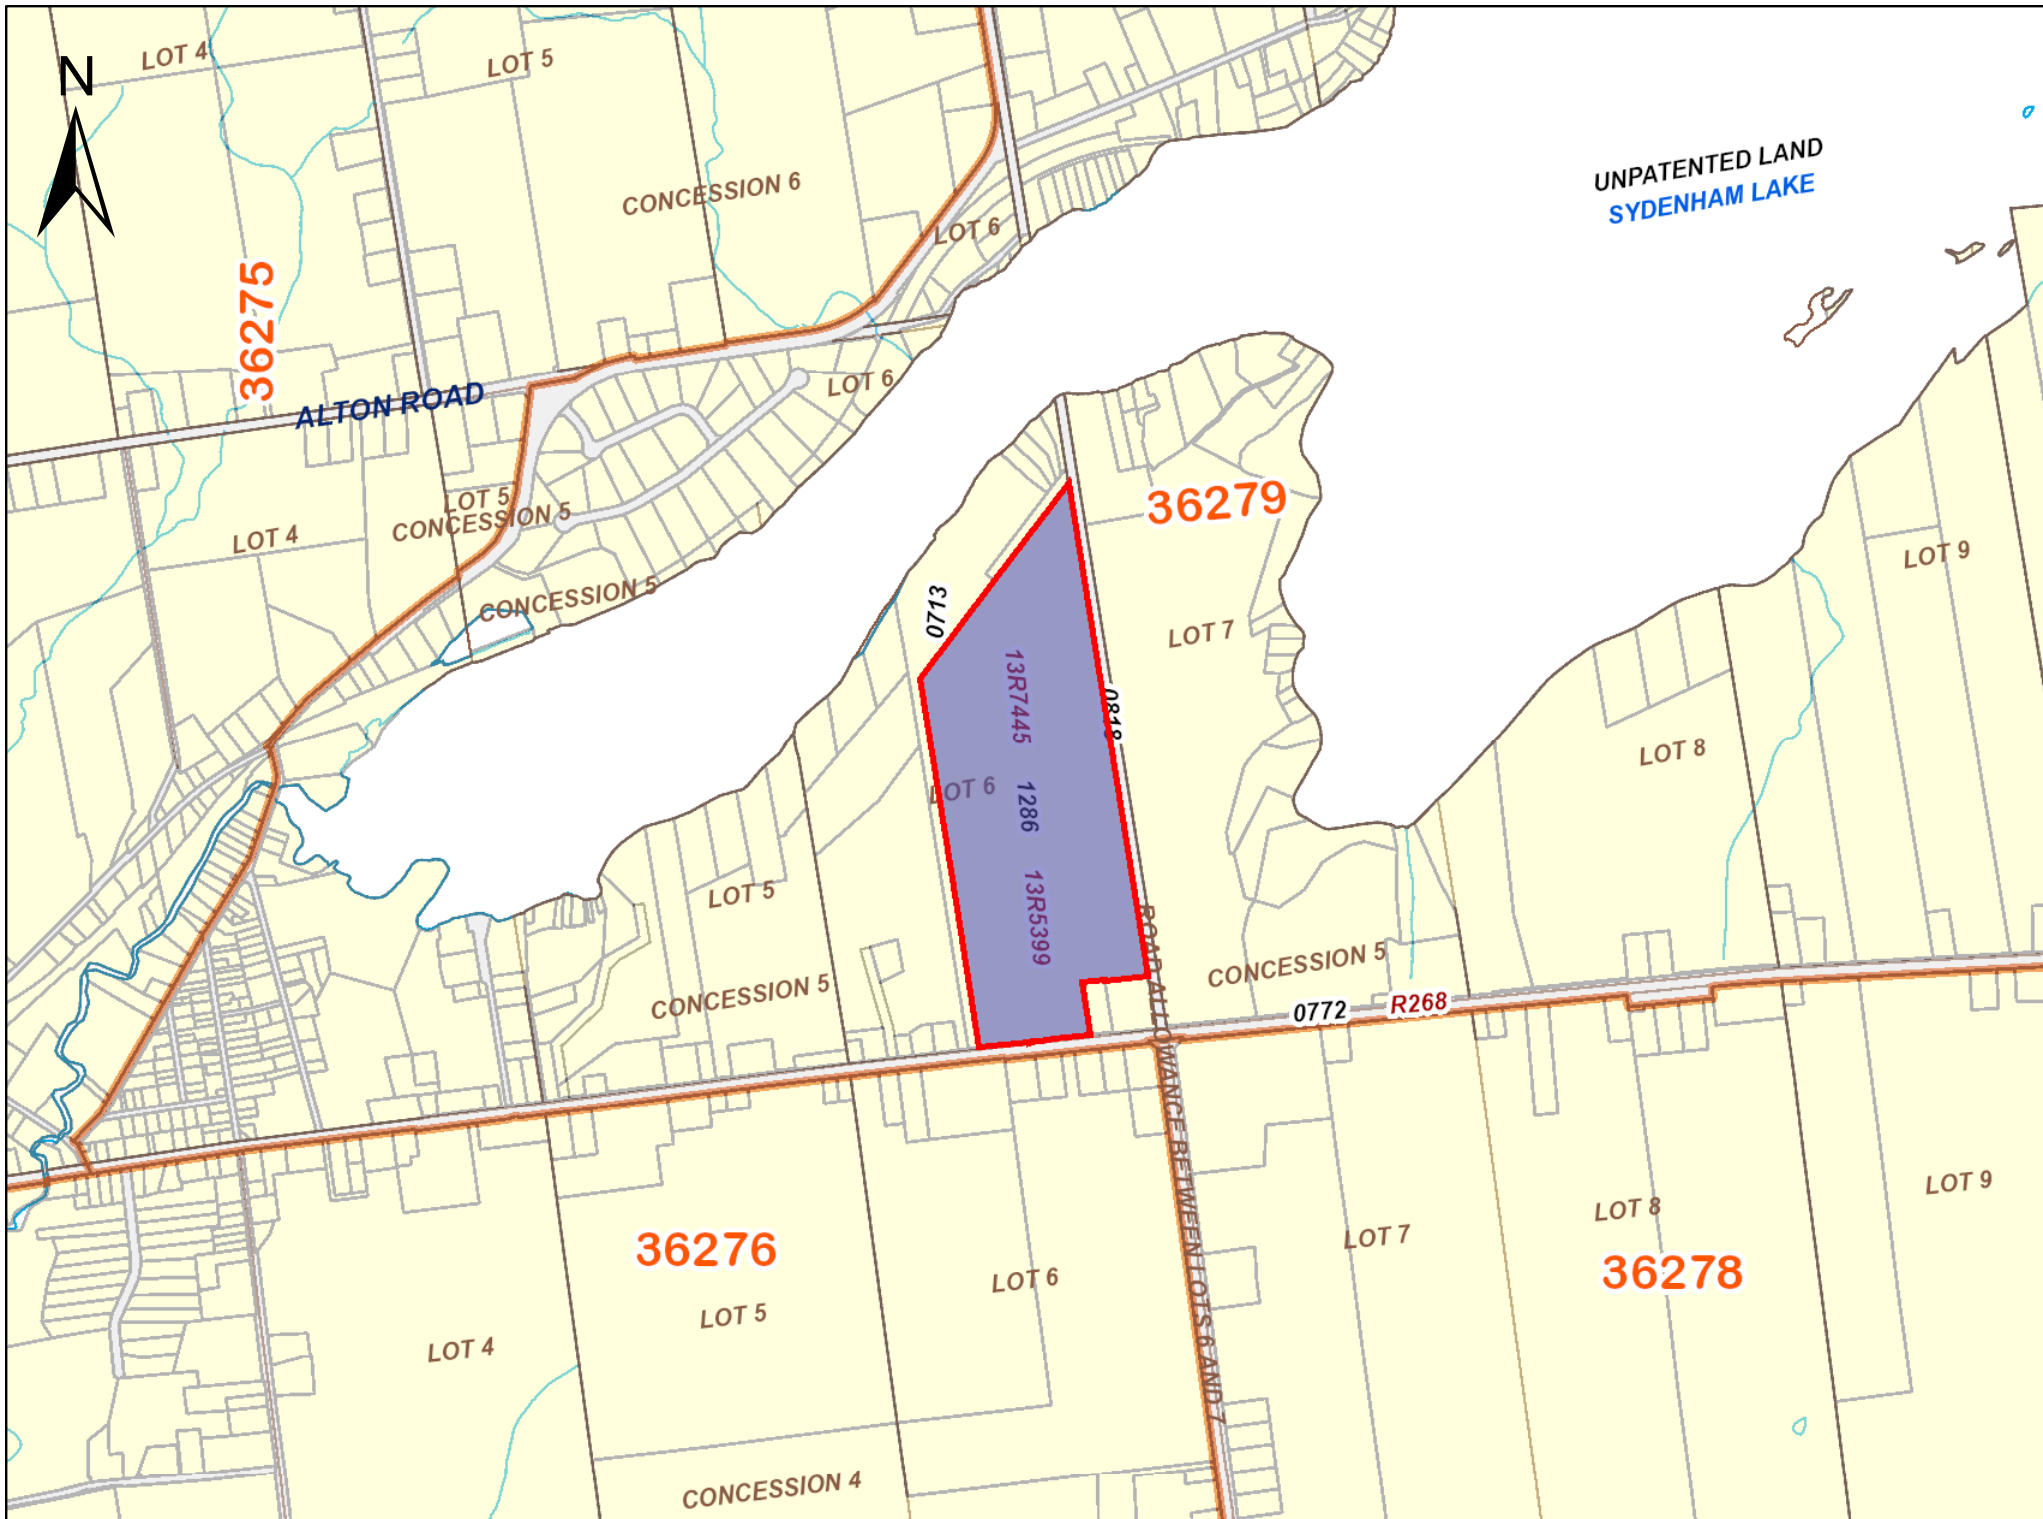 LOT 4
LOT 5
N
UNPATENTED LAND
SYDENHAM LAKE
CONCESSION 6
LOT 6
36275
ALTON ROAD
LOT 6
LOT 5
CONCESSION 5
LOT 4
36279
LOT 9
CONCESSION 5
0713
LOT 7
13R7445
0818
LOT 8
LOT 6
1286
LOT 5
13R5399
CONCESSION 5
CONCESSION 5
0772
R268
ROAD ALLOWANCE BETWEEN LOTS 6 AND 7
LOT 9
LOT 8
LOT 7
36276
36278
LOT 6
LOT 5
LOT 4
CONCESSION 4